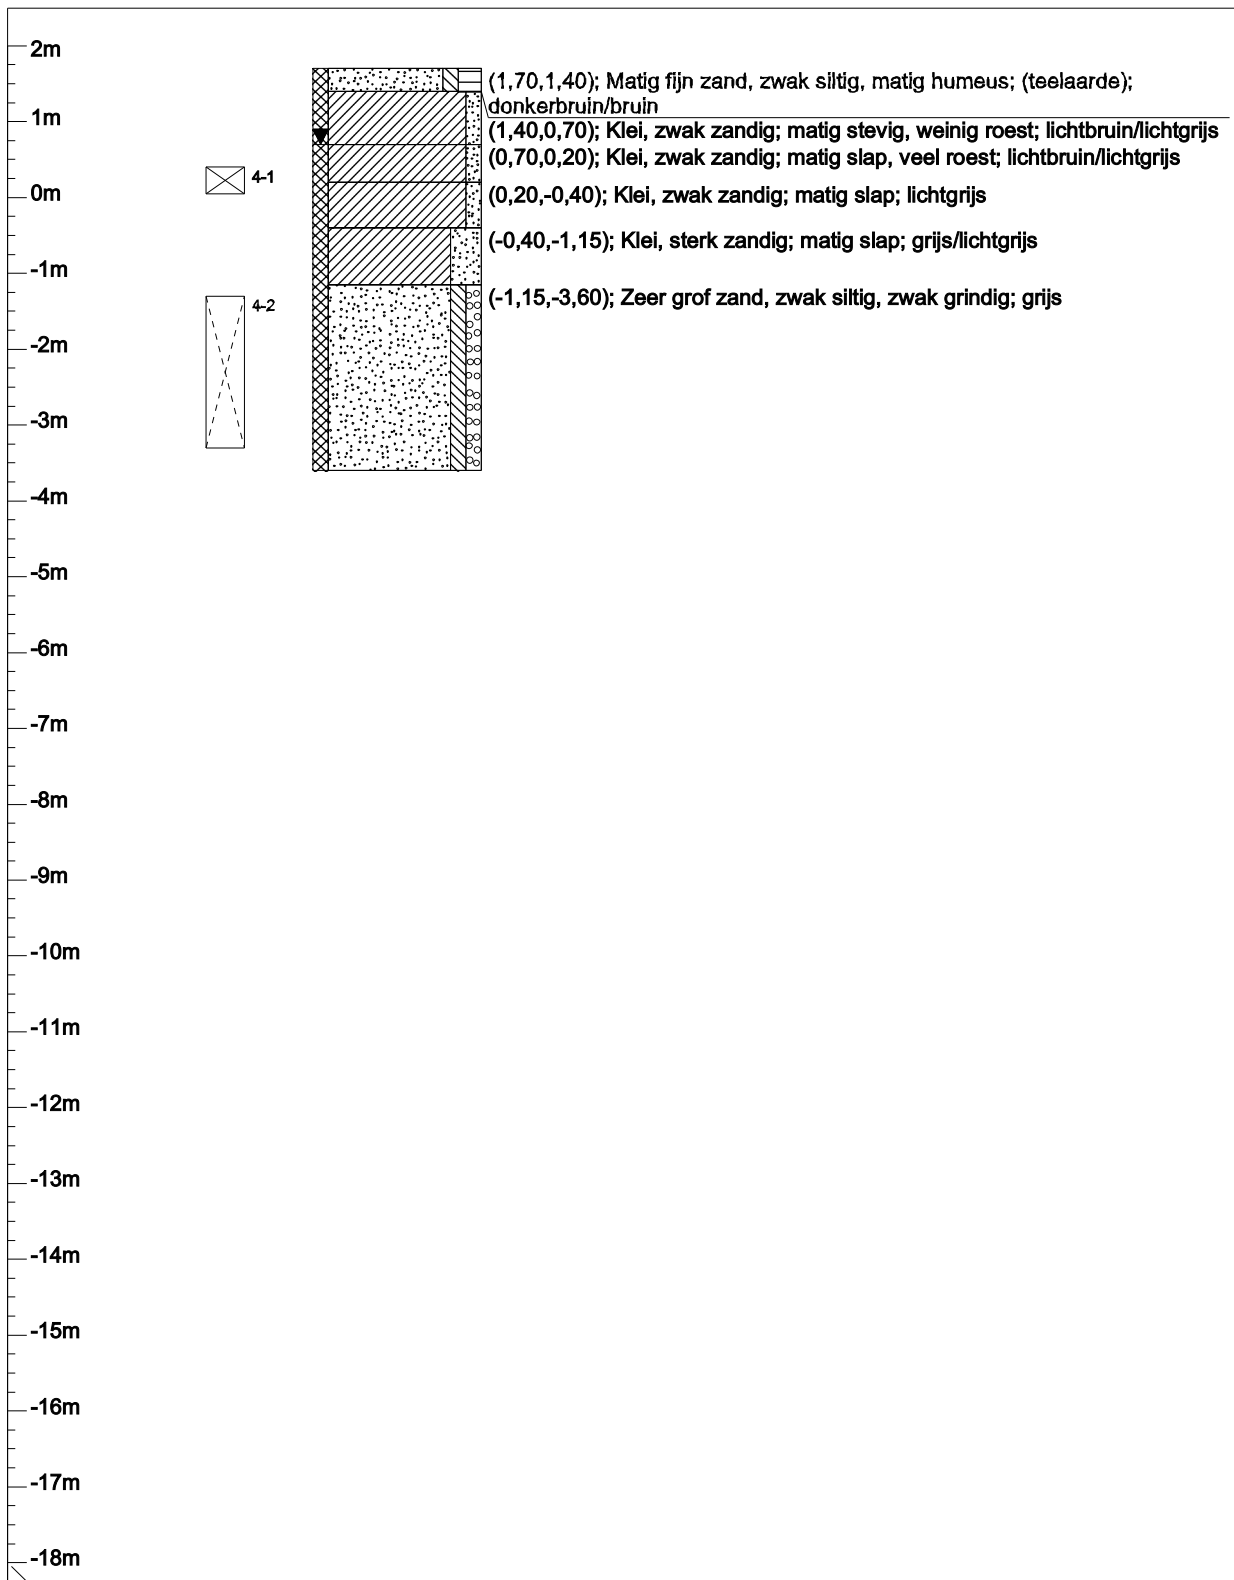 2m
(1,70,1,40); Matig fijn zand, zwak siltig, matig humeus; (teelaarde);
donkerbruin/bruin
1m
(1,40,0,70); Klei, zwak zandig; matig stevig, weinig roest; lichtbruin/lichtgrijs
(0,70,0,20); Klei, zwak zandig; matig slap, veel roest; lichtbruin/lichtgrijs
4-1
0m
(0,20,-0,40); Klei, zwak zandig; matig slap; lichtgrijs
(-0,40,-1,15); Klei, sterk zandig; matig slap; grijs/lichtgrijs
-1m
(-1,15,-3,60); Zeer grof zand, zwak siltig, zwak grindig; grijs
4-2
-2m
-3m
-4m
-5m
-6m
-7m
-8m
-9m
-10m
-11m
-12m
-13m
-14m
-15m
-16m
-17m
-18m